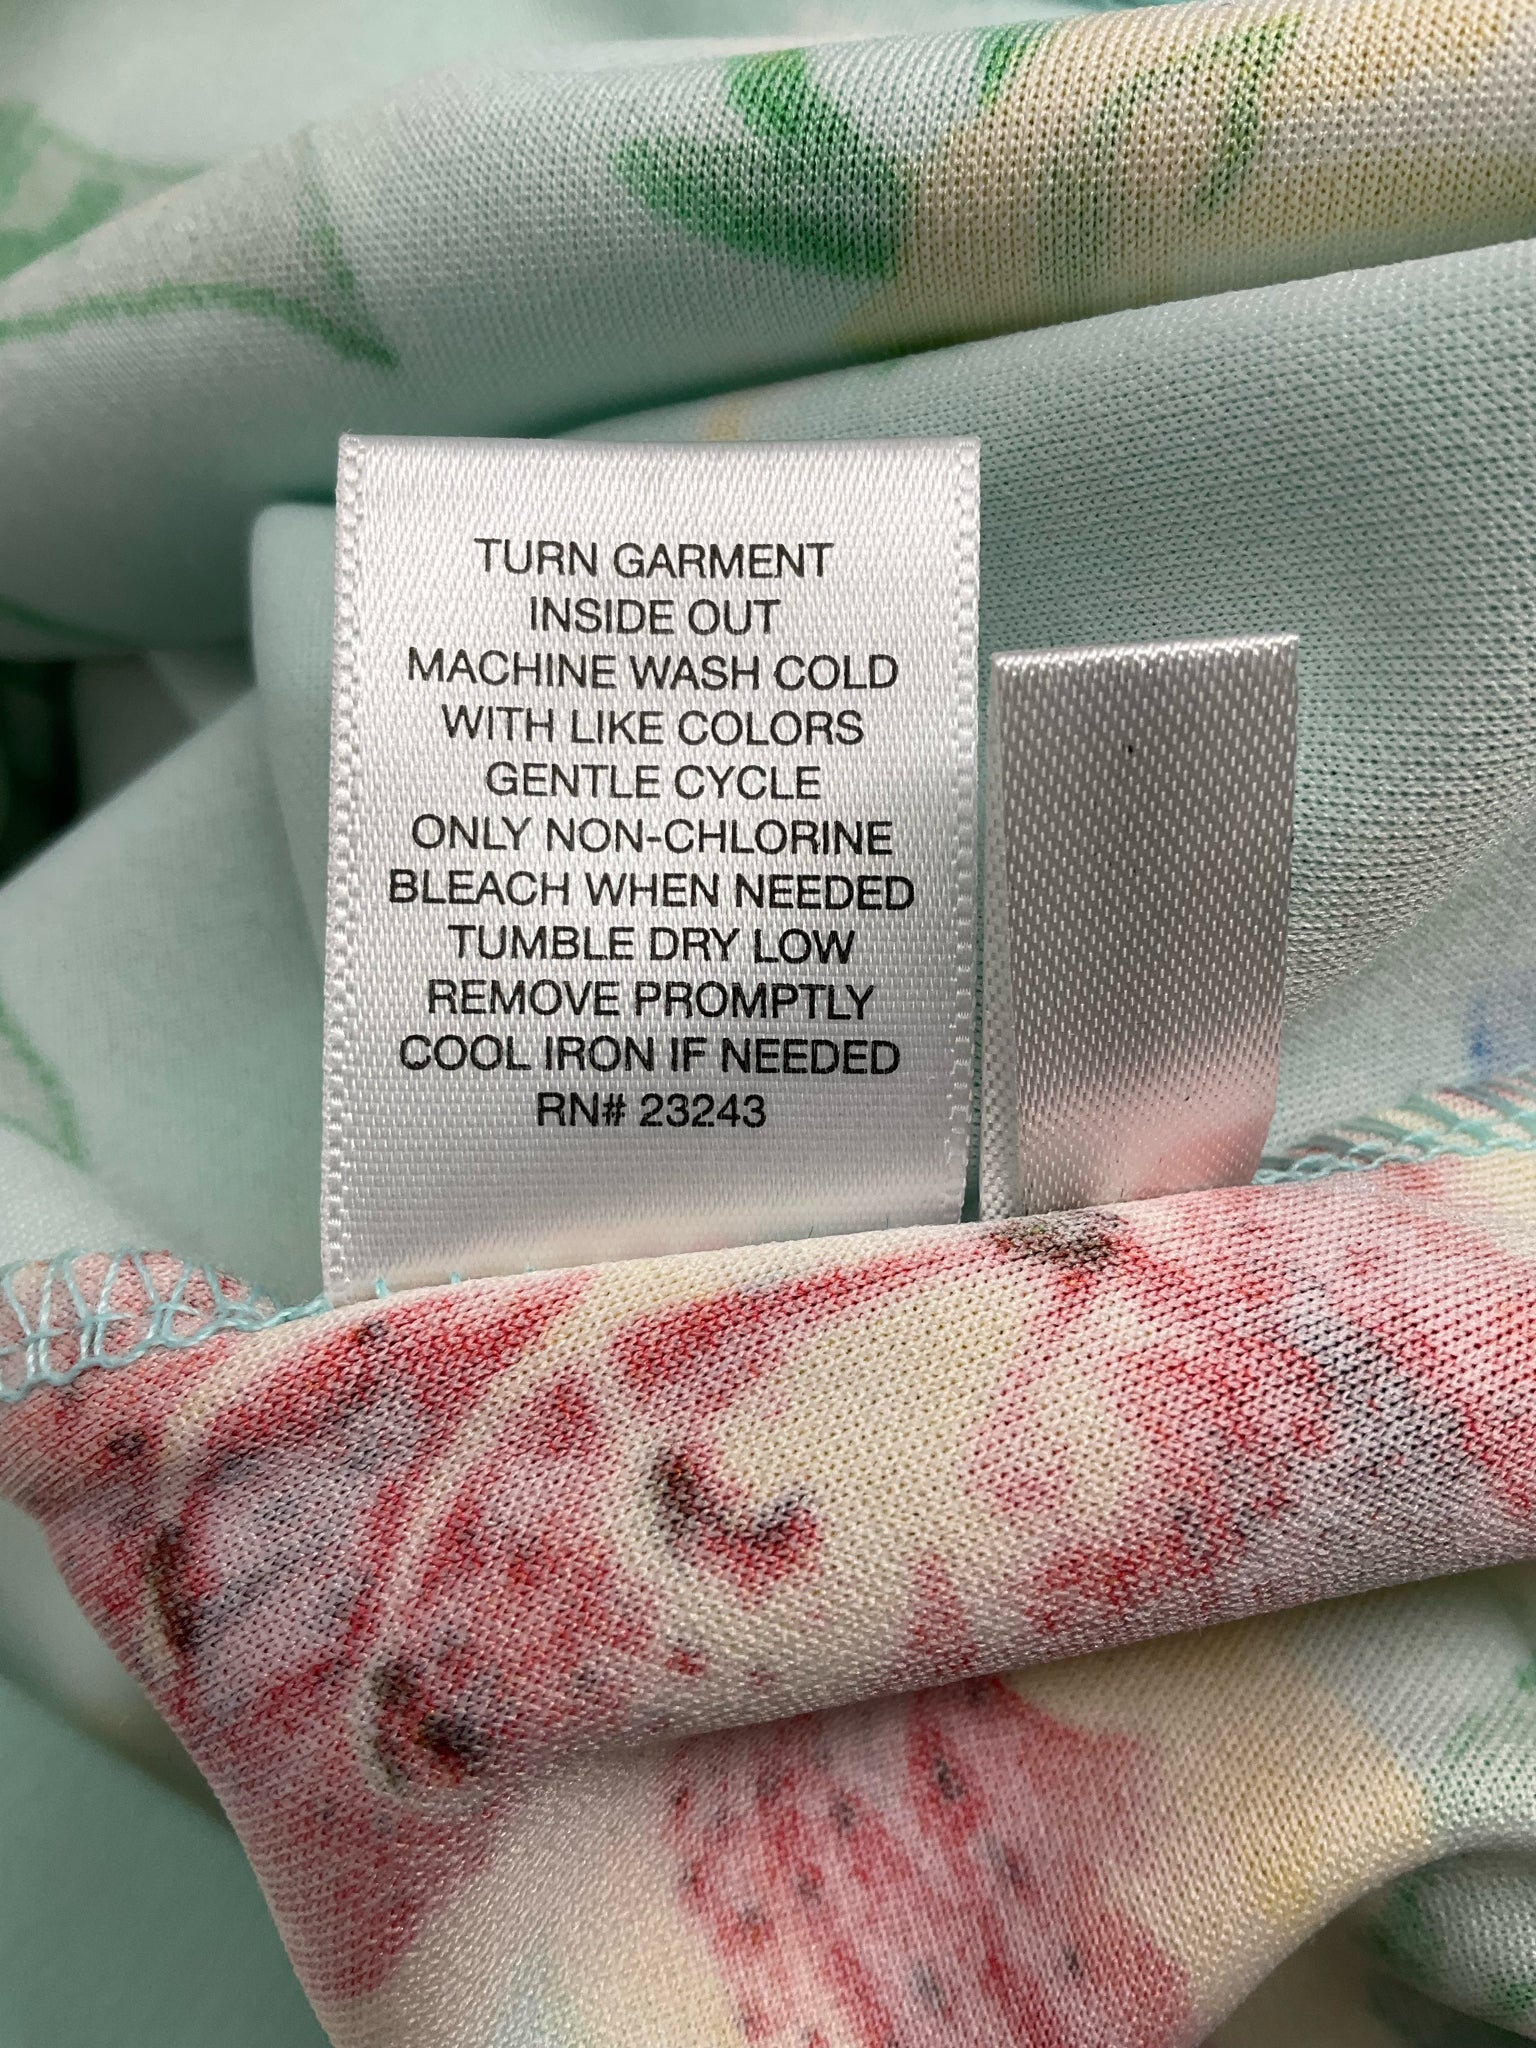 TURN GARMENT
INSIDE OUT
MACHINE WASH COLD
WITH LIKE COLORS
GENTLE CYCLE
ONLY NON-CHLORINE
BLEACH WHEN NEEDED
TUMBLE DRY LOW
REMOVE PROMPTLY
COOL IRON IF NEEDED
RN# 23243